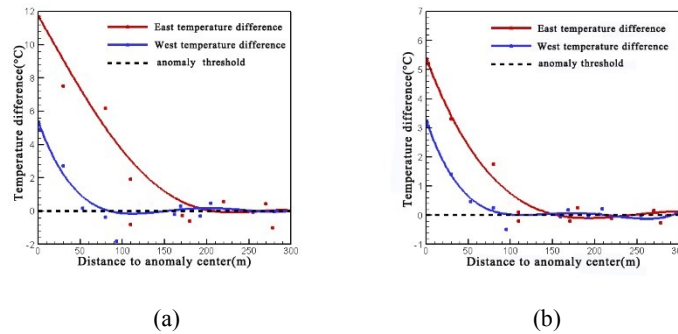 12
10
8
6
4
2
0
-2
Temperature difference(°C)
East temperature difference
West temperature difference
anomaly threshold
0 50 100 150 200 250 300
Distance to anomaly center(m)
(a)
7
6
5
4
3
2
1
0
-1
Temperature difference(°C)
East temperature difference
West temperature difference
anomaly threshold
0 50 100 150 200 250 300
Distance to anomaly center(m)
(b)